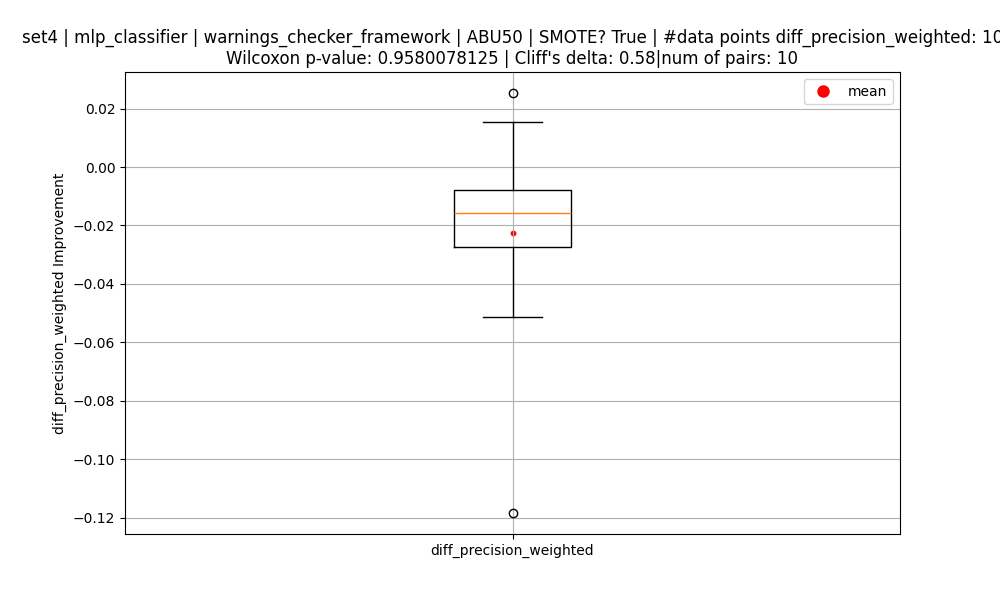 set4 | mlp_classifier | warnings_checker_framework | ABU50 | SMOTE? True | #data points diff_precision_weighted: 10
Wilcoxon p-value: 0.9580078125 | Cliff's delta: 0.58|num of pairs: 10
mean
0.02
0.00
−0.02
−0.04
−0.06
−0.08
−0.10
−0.12
diff_precision_weighted Improvement
diff_precision_weighted